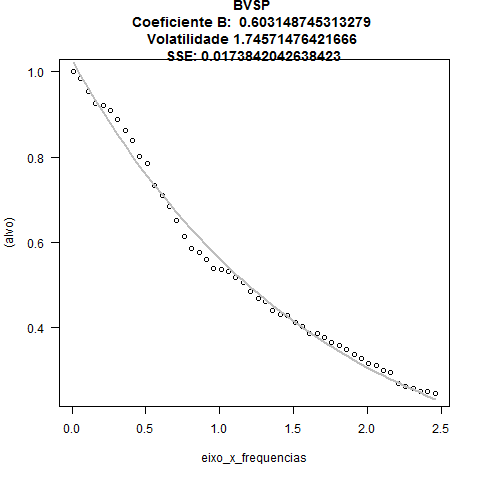 BVSP
Coeficiente B: 0.603148745313279
Volatilidade 1.74571476421666
SSE: 0.0173842042638423
1.0
0.8
0.6
0.4
(alvo)
0.0 0.5 1.0 1.5 2.0 2.5
eixo_x_frequencias